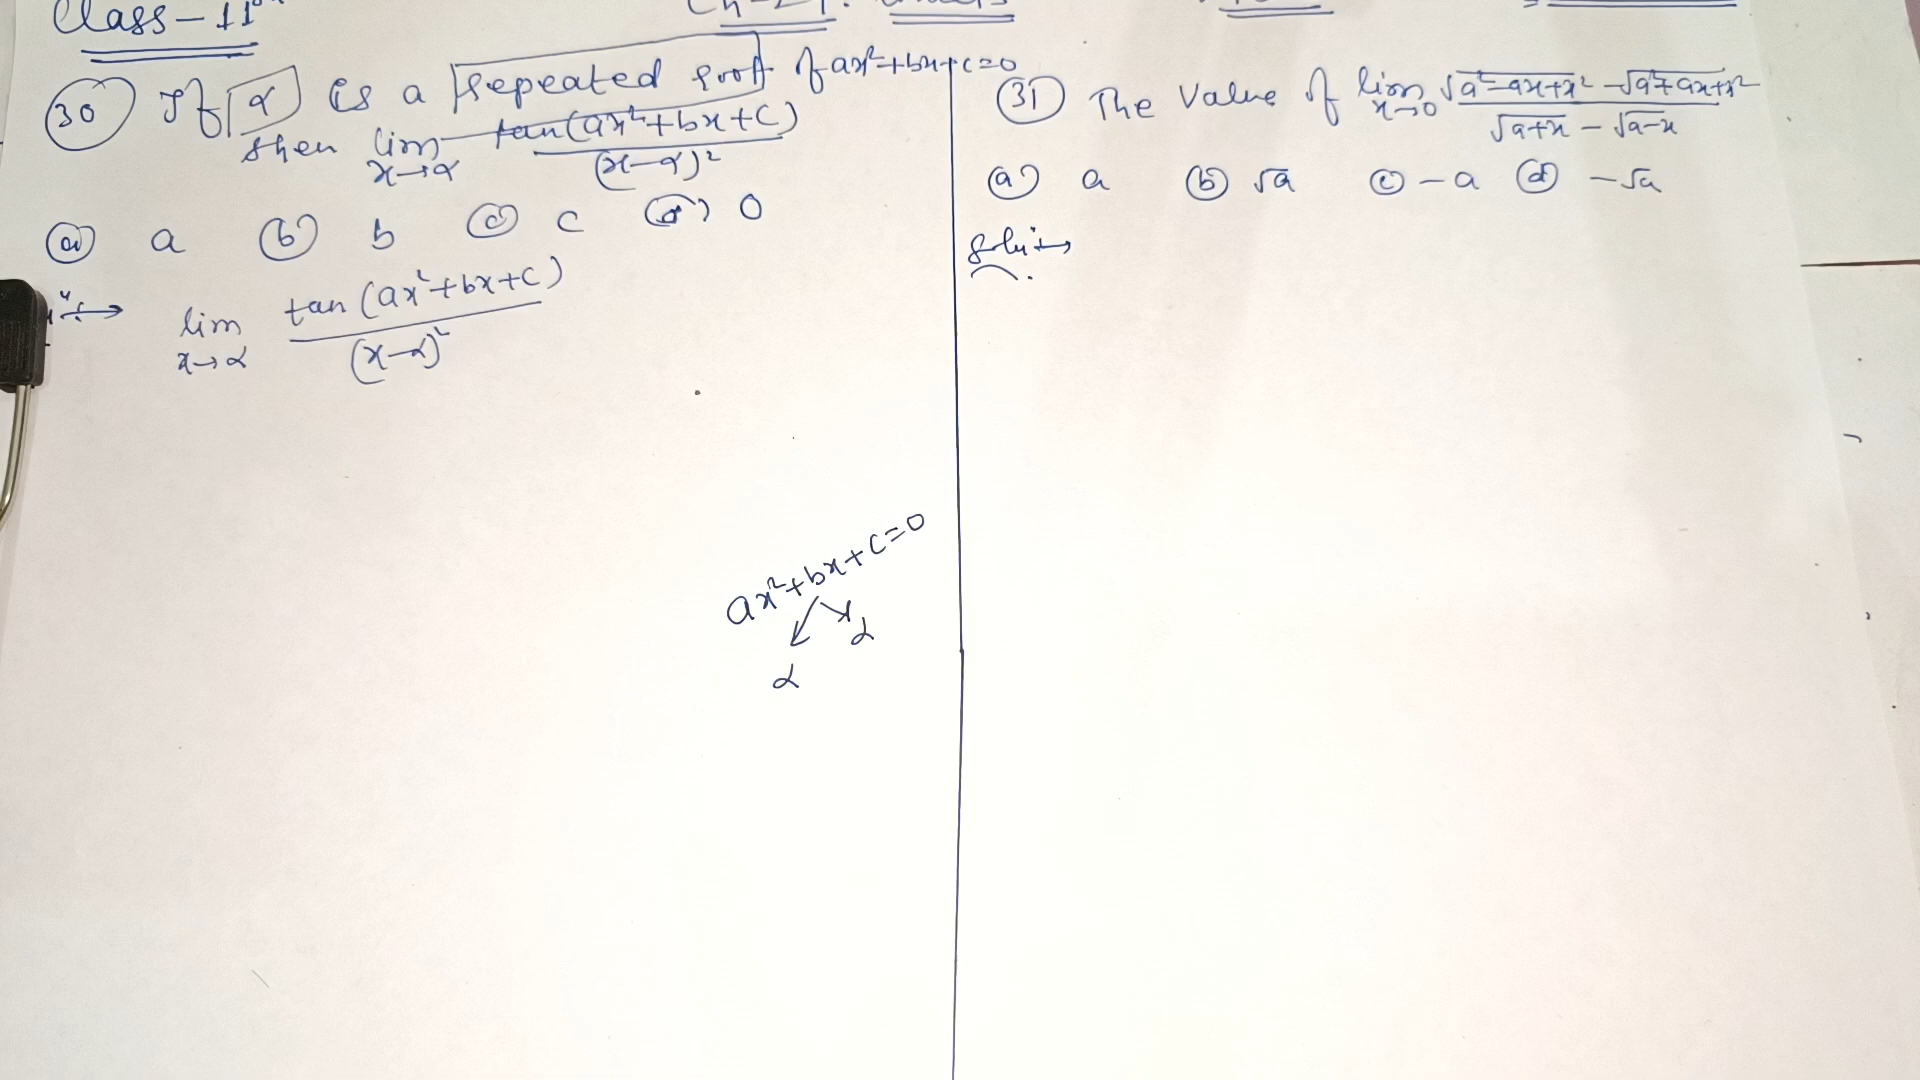 Class-11
(30) If α is a repeated root of ax²+bx+c=0
then lim x→α tan(ax²+bx+c) / (x-α)²
(a) a (b) b (c) c (d) 0
lim x→α tan(ax²+bx+c) / (x-α)²
ax²+bx+c=0
α α
(31) The Value of lim x→0 √a²-ax+x² - √a²+ax+x² / √a+x - √a-x
(a) a (b) √a (c) -a (d) -√a